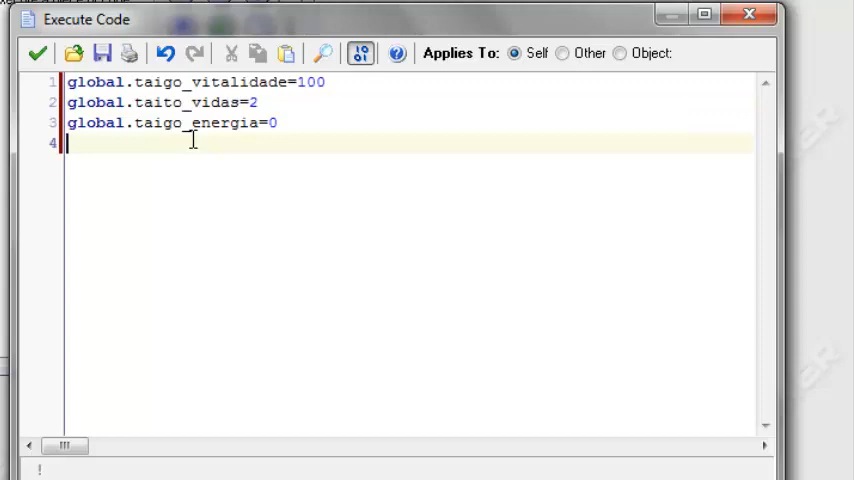 Execute Code
Applies To: Self Other Object:
1 global.taigo_vitalidade=100
2 global.taito_vidas=2
3 global.taigo_energia=0
4
!